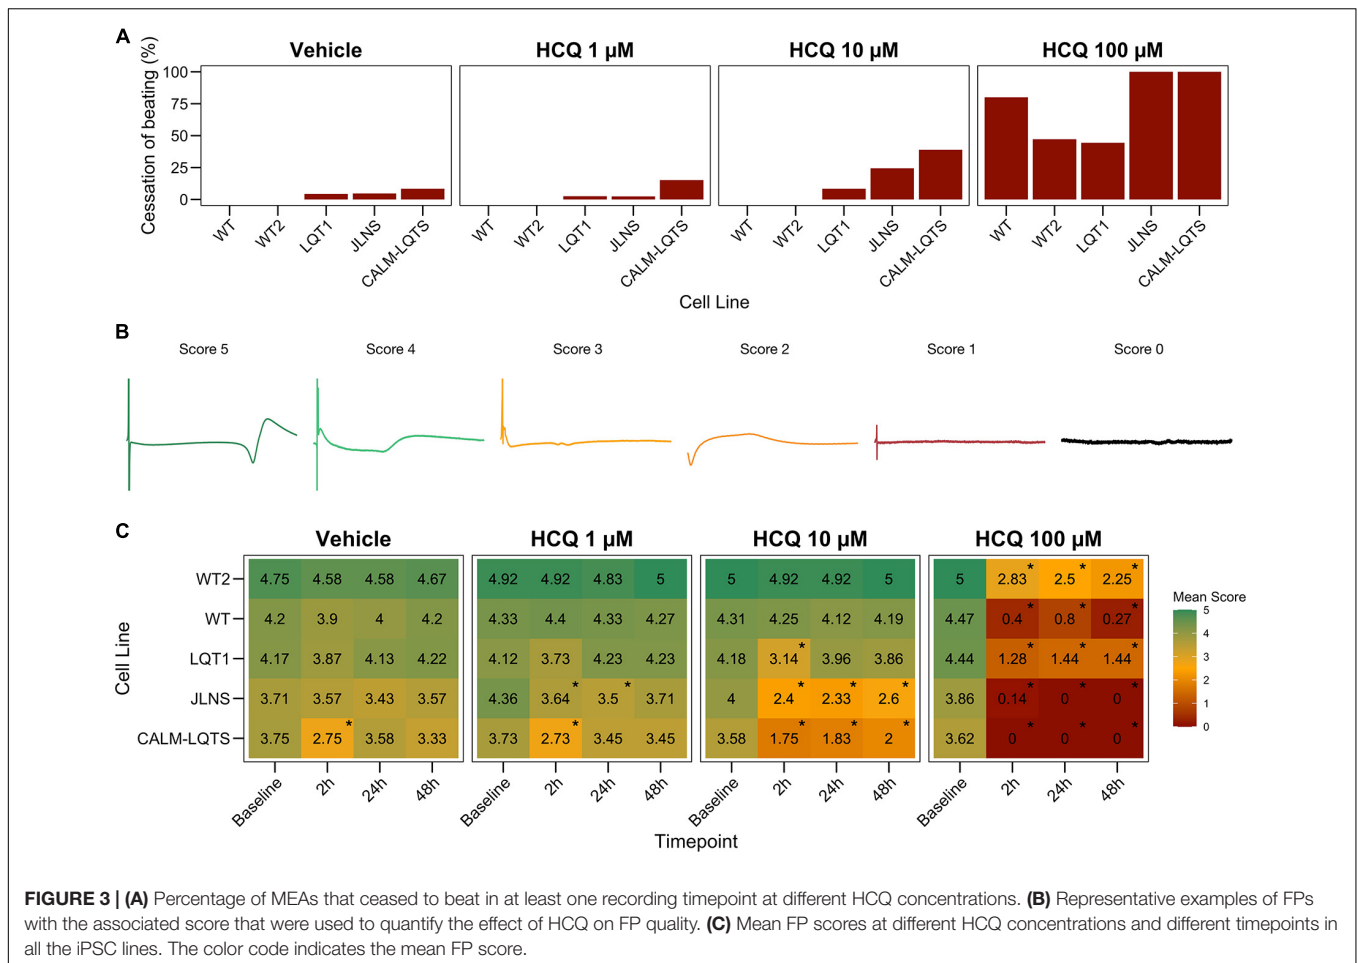 A
Vehicle HCQ 1 µM HCQ 10 µM HCQ 100 µM
Cessation of beating (%)
100
75
50
25
0
WT WT2 LQT1 JLNS CALM-LQTS WT WT2 LQT1 JLNS CALM-LQTS WT WT2 LQT1 JLNS CALM-LQTS WT WT2 LQT1 JLNS CALM-LQTS
Cell Line
B
Score 5 Score 4 Score 3 Score 2 Score 1 Score 0
C
Vehicle HCQ 1 µM HCQ 10 µM HCQ 100 µM
Cell Line
WT2 4.75 4.58 4.58 4.67 4.92 4.92 4.83 5 5 4.92 4.92 5 5 2.83* 2.5* 2.25*
WT 4.2 3.9 4 4.2 4.33 4.4 4.33 4.27 4.31 4.25 4.12 4.19 4.47 0.4* 0.8* 0.27*
LQT1 4.17 3.87 4.13 4.22 4.12 3.73 4.23 4.23 4.18 3.14* 3.96 3.86 4.44 1.28* 1.44* 1.44*
JLNS 3.71 3.57 3.43 3.57 4.36 3.64* 3.5* 3.71 4 2.4* 2.33* 2.6* 3.86 0.14* 0* 0*
CALM-LQTS 3.75 2.75* 3.58 3.33 3.73 2.73* 3.45 3.45 3.58 1.75* 1.83* 2* 3.62 0* 0* 0*
Baseline 2h 24h 48h Baseline 2h 24h 48h Baseline 2h 24h 48h Baseline 2h 24h 48h
Timepoint
Mean Score
5
4
3
2
1
0
FIGURE 3 | (A) Percentage of MEAs that ceased to beat in at least one recording timepoint at different HCQ concentrations. (B) Representative examples of FPs
with the associated score that were used to quantify the effect of HCQ on FP quality. (C) Mean FP scores at different HCQ concentrations and different timepoints in
all the iPSC lines. The color code indicates the mean FP score.